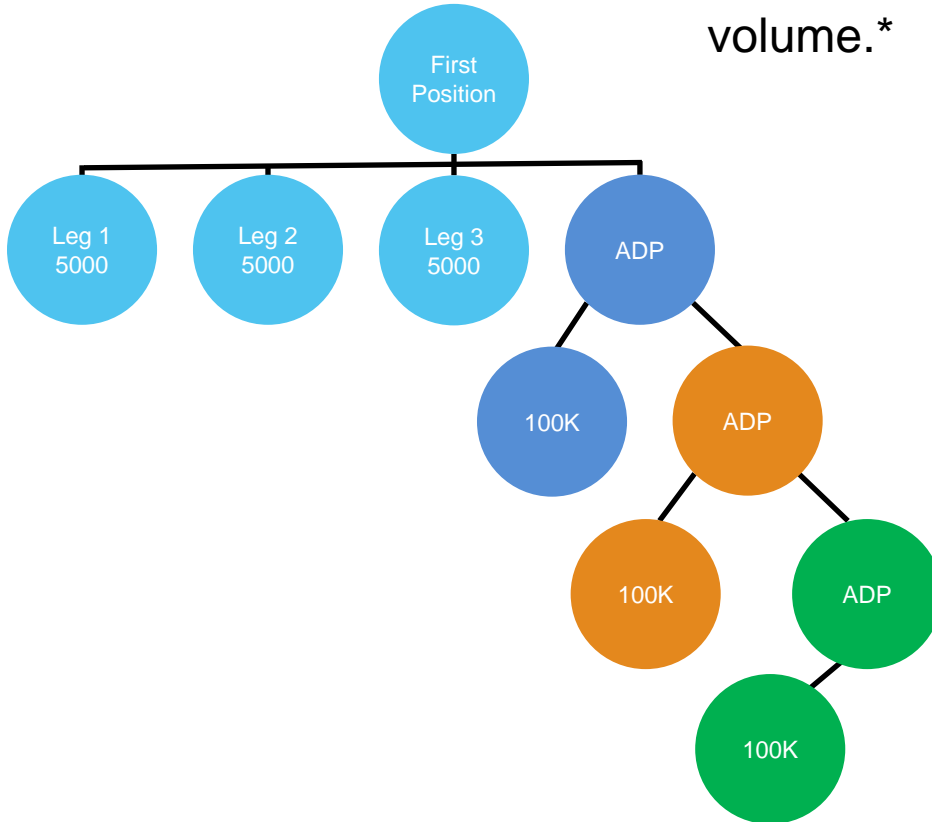 volume.*
First
Position
Leg 1
5000
Leg 2
5000
Leg 3
5000
ADP
100K
ADP
100K
ADP
100K